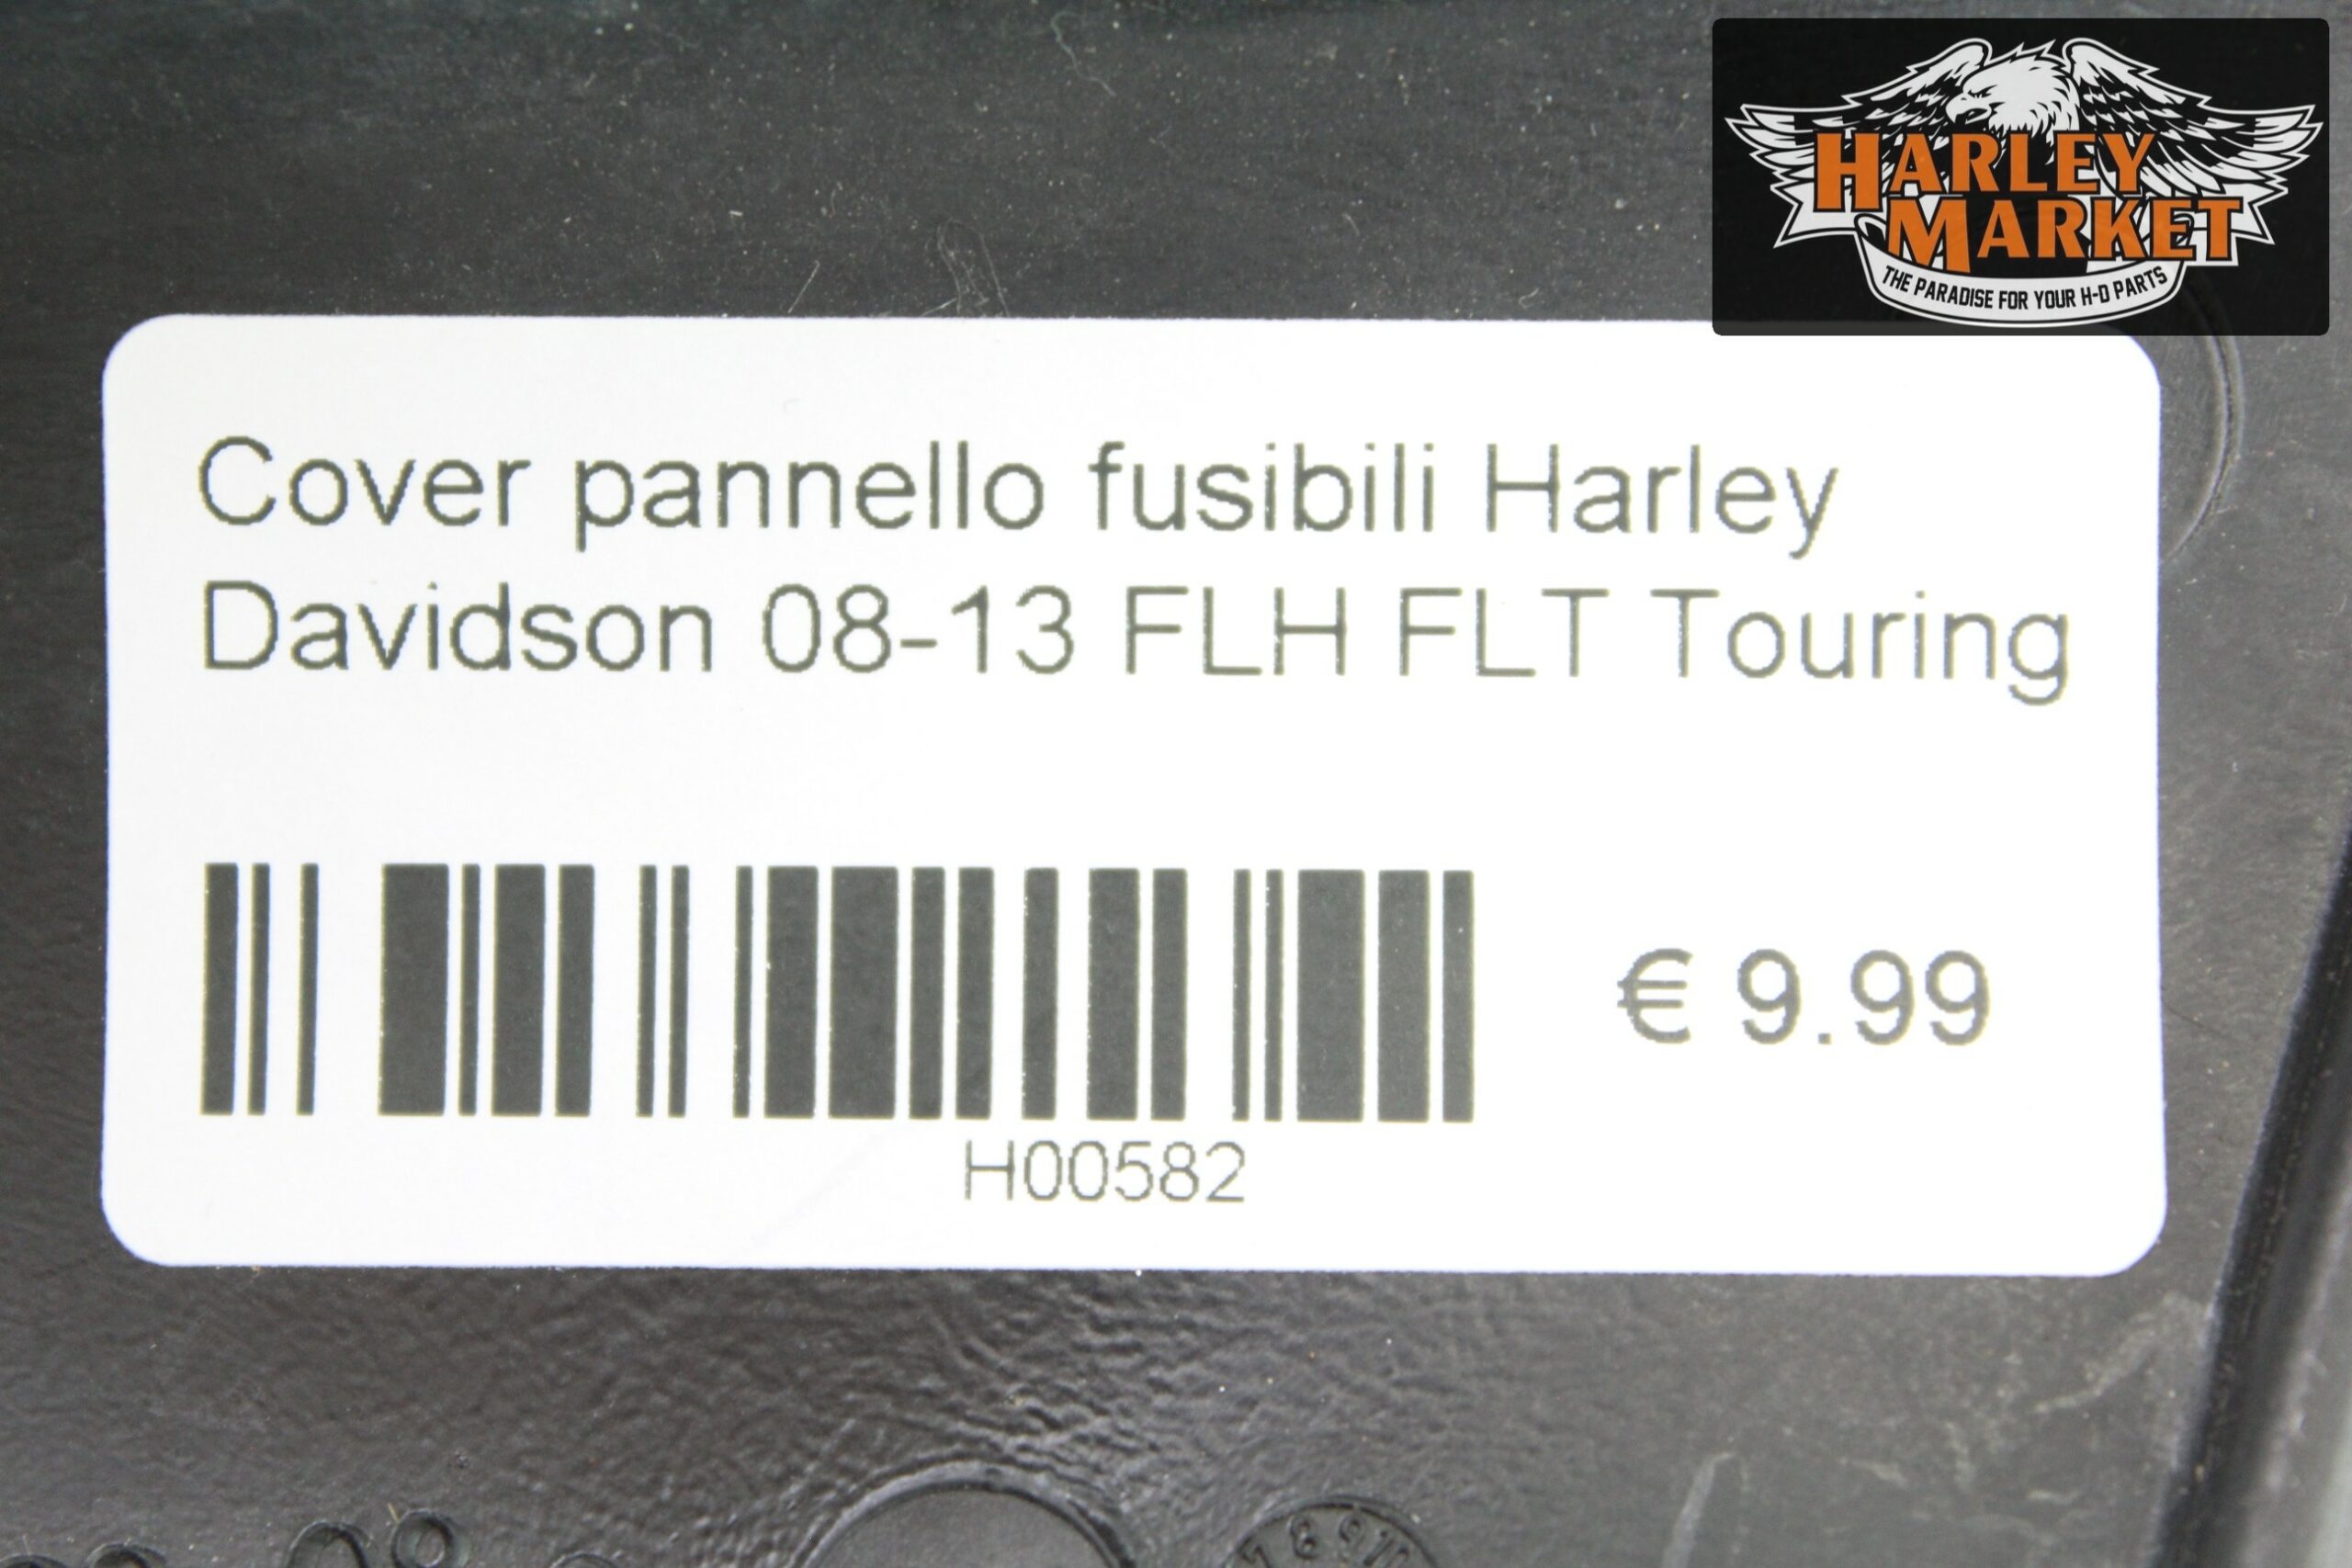 HARLEY
MARKET
THE PARADISE FOR YOUR H-D PARTS
Cover pannello fusibili Harley
Davidson 08-13 FLH FLT Touring
€ 9.99
H00582